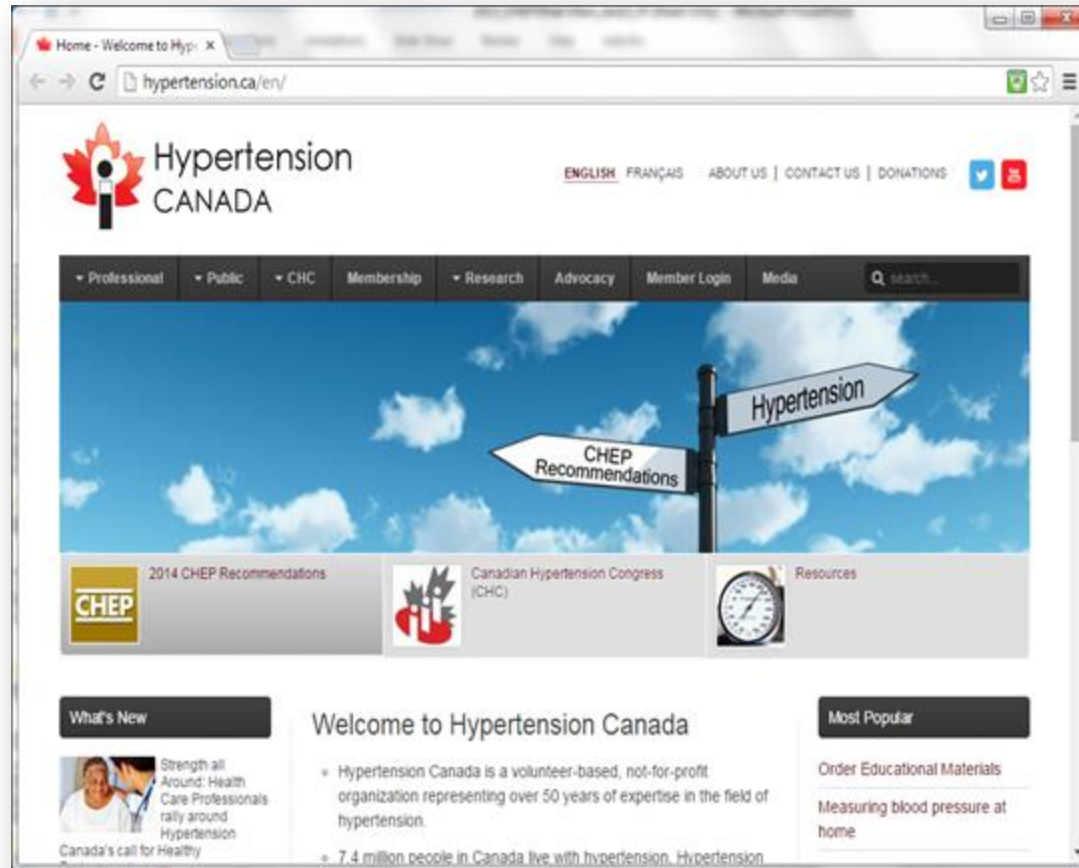 Home - Welcome to Hyp
hypertension.ca/en/
Hypertension
CANADA
ENGLISH FRANÇAIS ABOUT US | CONTACT US | DONATIONS
Professional Public CHC Membership Research Advocacy Member Login Media search...
Hypertension
CHEP
Recommendations
CHEP
2014 CHEP Recommendations
Canadian Hypertension Congress
(CHC)
Resources
What's New
Strength all
Around: Health
Care Professionals
rally around
Hypertension
Canada's call for Healthy
Welcome to Hypertension Canada
Hypertension Canada is a volunteer-based, not-for-profit
organization representing over 50 years of expertise in the field of
hypertension.
7.4 million people in Canada live with hypertension. Hypertension
Most Popular
Order Educational Materials
Measuring blood pressure at
home